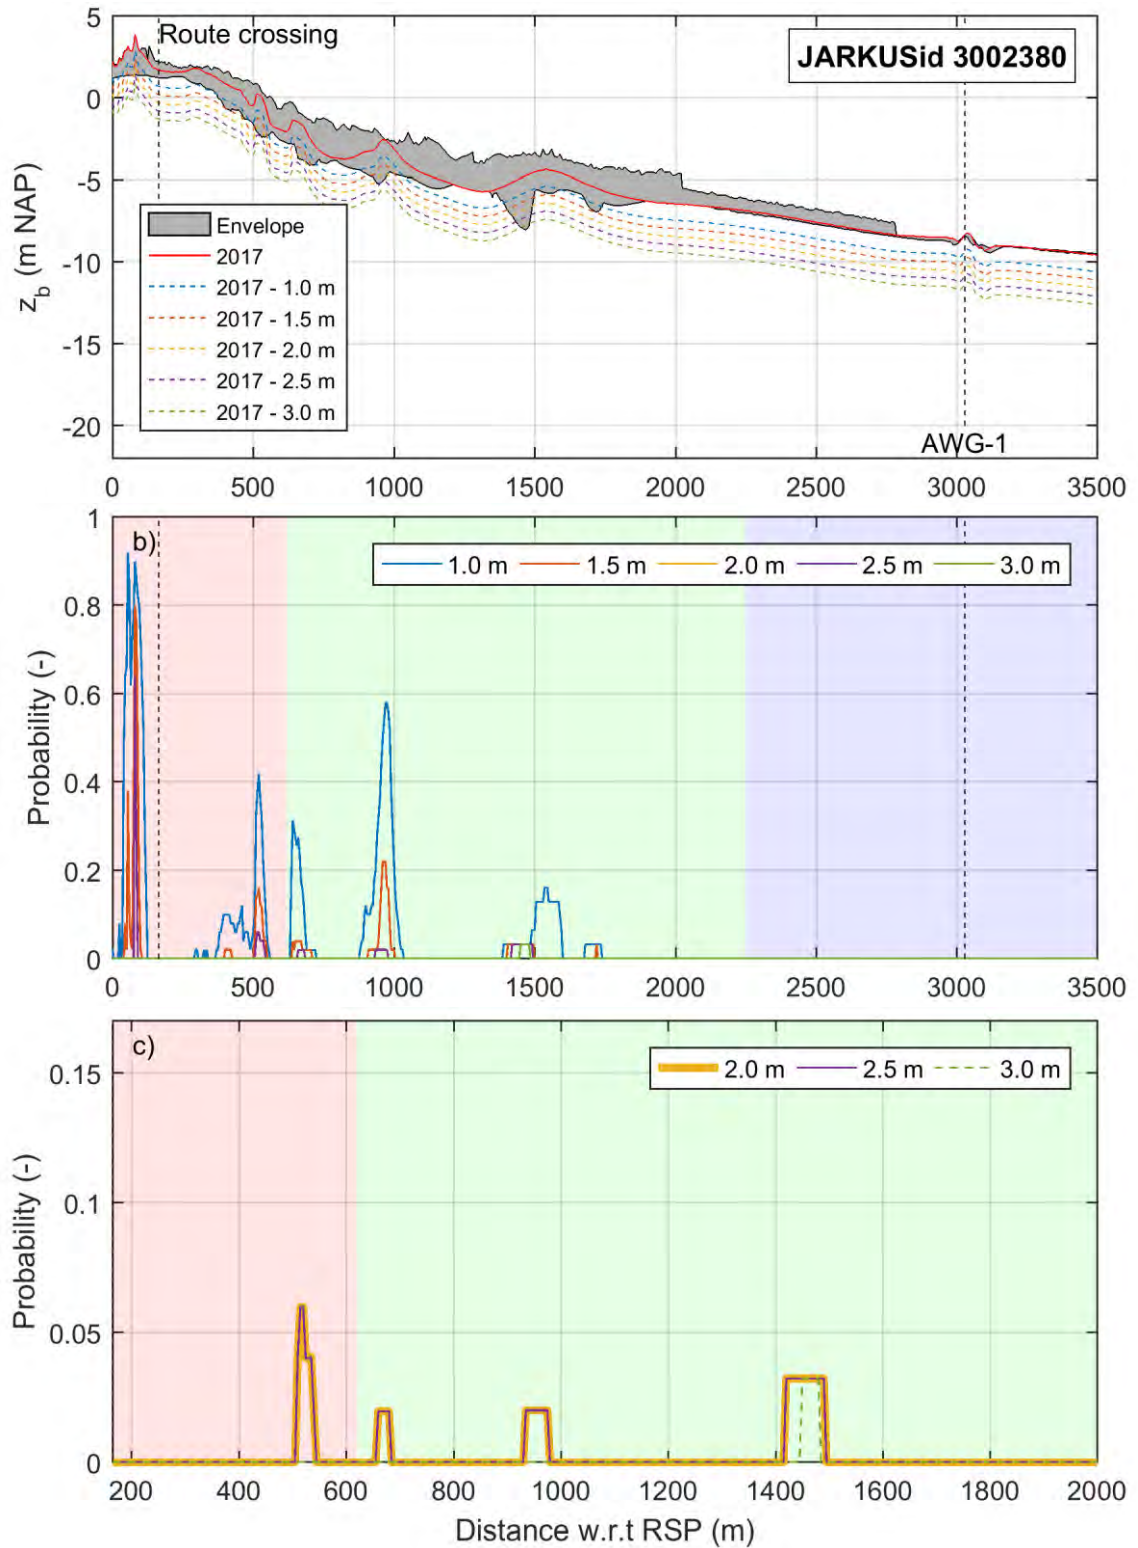 Route crossing
JARKUSid 3002380
5
0
-5
-10
-15
-20
z_b (m NAP)
Envelope
2017
2017 - 1.0 m
2017 - 1.5 m
2017 - 2.0 m
2017 - 2.5 m
2017 - 3.0 m
AWG-1
0 500 1000 1500 2000 2500 3000 3500
b)
1.0 m 1.5 m 2.0 m 2.5 m 3.0 m
1
0.8
0.6
0.4
0.2
0
Probability (-)
0 500 1000 1500 2000 2500 3000 3500
c)
2.0 m 2.5 m 3.0 m
0.15
0.1
0.05
0
Probability (-)
200 400 600 800 1000 1200 1400 1600 1800 2000
Distance w.r.t RSP (m)